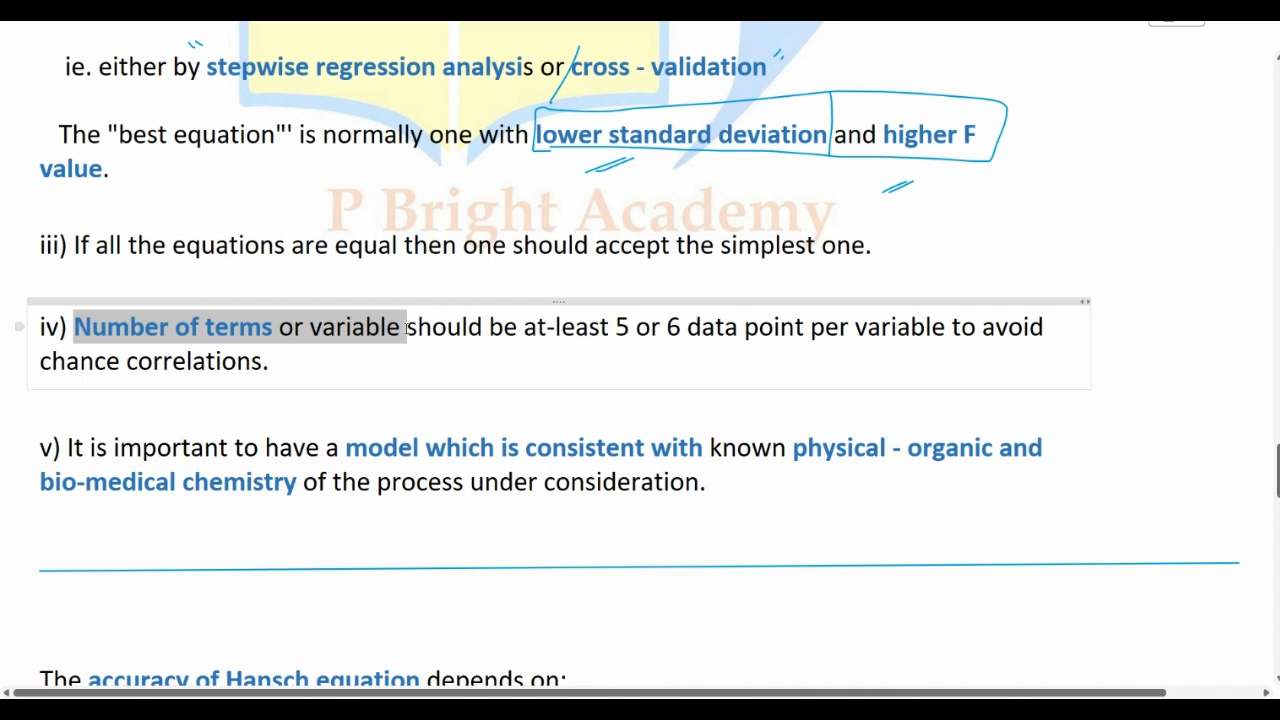 ie. either by stepwise regression analysis or cross - validation
The "best equation"' is normally one with lower standard deviation and higher F
value.
P Bright Academy
iii) If all the equations are equal then one should accept the simplest one.
iv) Number of terms or variable should be at-least 5 or 6 data point per variable to avoid
chance correlations.
v) It is important to have a model which is consistent with known physical - organic and
bio-medical chemistry of the process under consideration.
The accuracy of Hansch equation depends on: